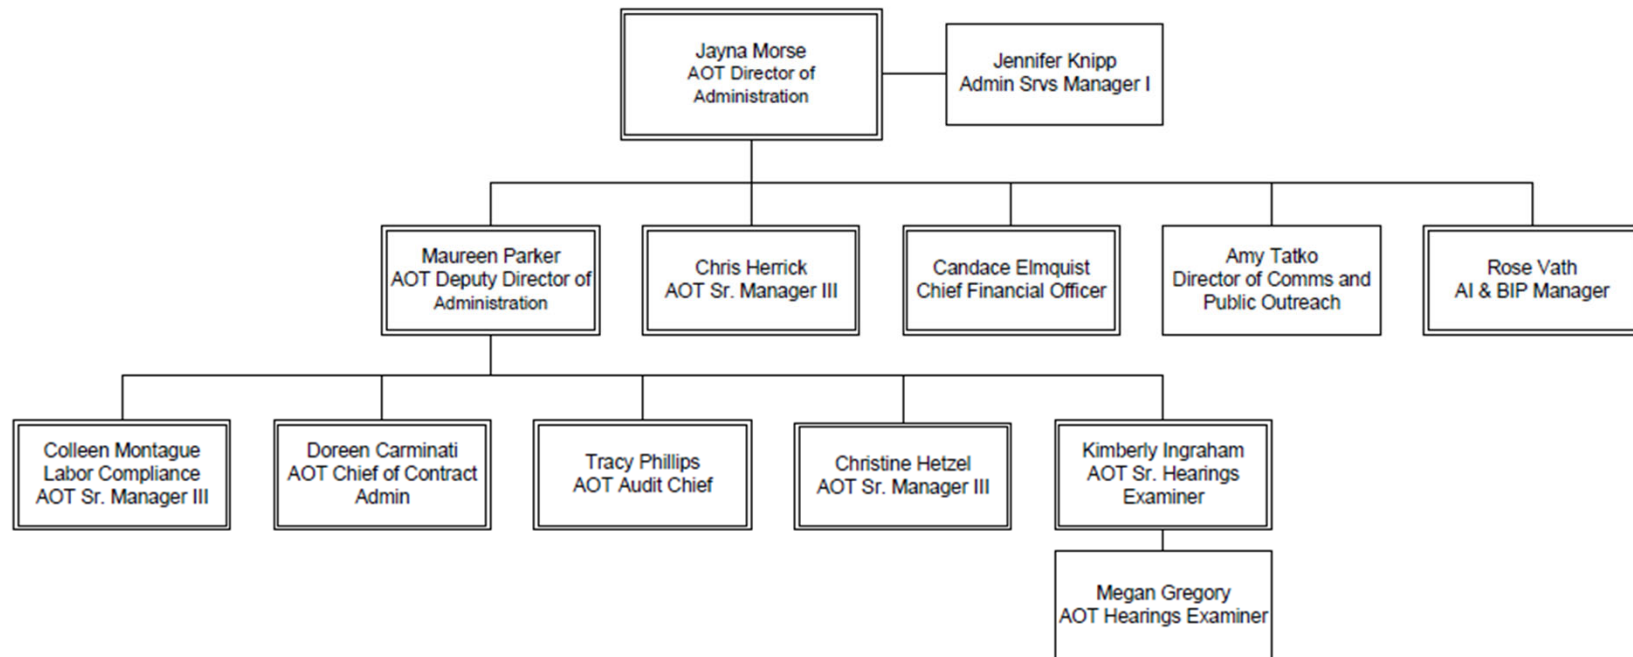 Jayna Morse
AOT Director of
Administration
Jennifer Knipp
Admin Srvs Manager I
Maureen Parker
AOT Deputy Director of
Administration
Chris Herrick
AOT Sr. Manager III
Candace Elmquist
Chief Financial Officer
Amy Tatko
Director of Comms and
Public Outreach
Rose Vath
AI & BIP Manager
Colleen Montague
Labor Compliance
AOT Sr. Manager III
Doreen Carminati
AOT Chief of Contract
Admin
Tracy Phillips
AOT Audit Chief
Christine Hetzel
AOT Sr. Manager III
Kimberly Ingraham
AOT Sr. Hearings
Examiner
Megan Gregory
AOT Hearings Examiner